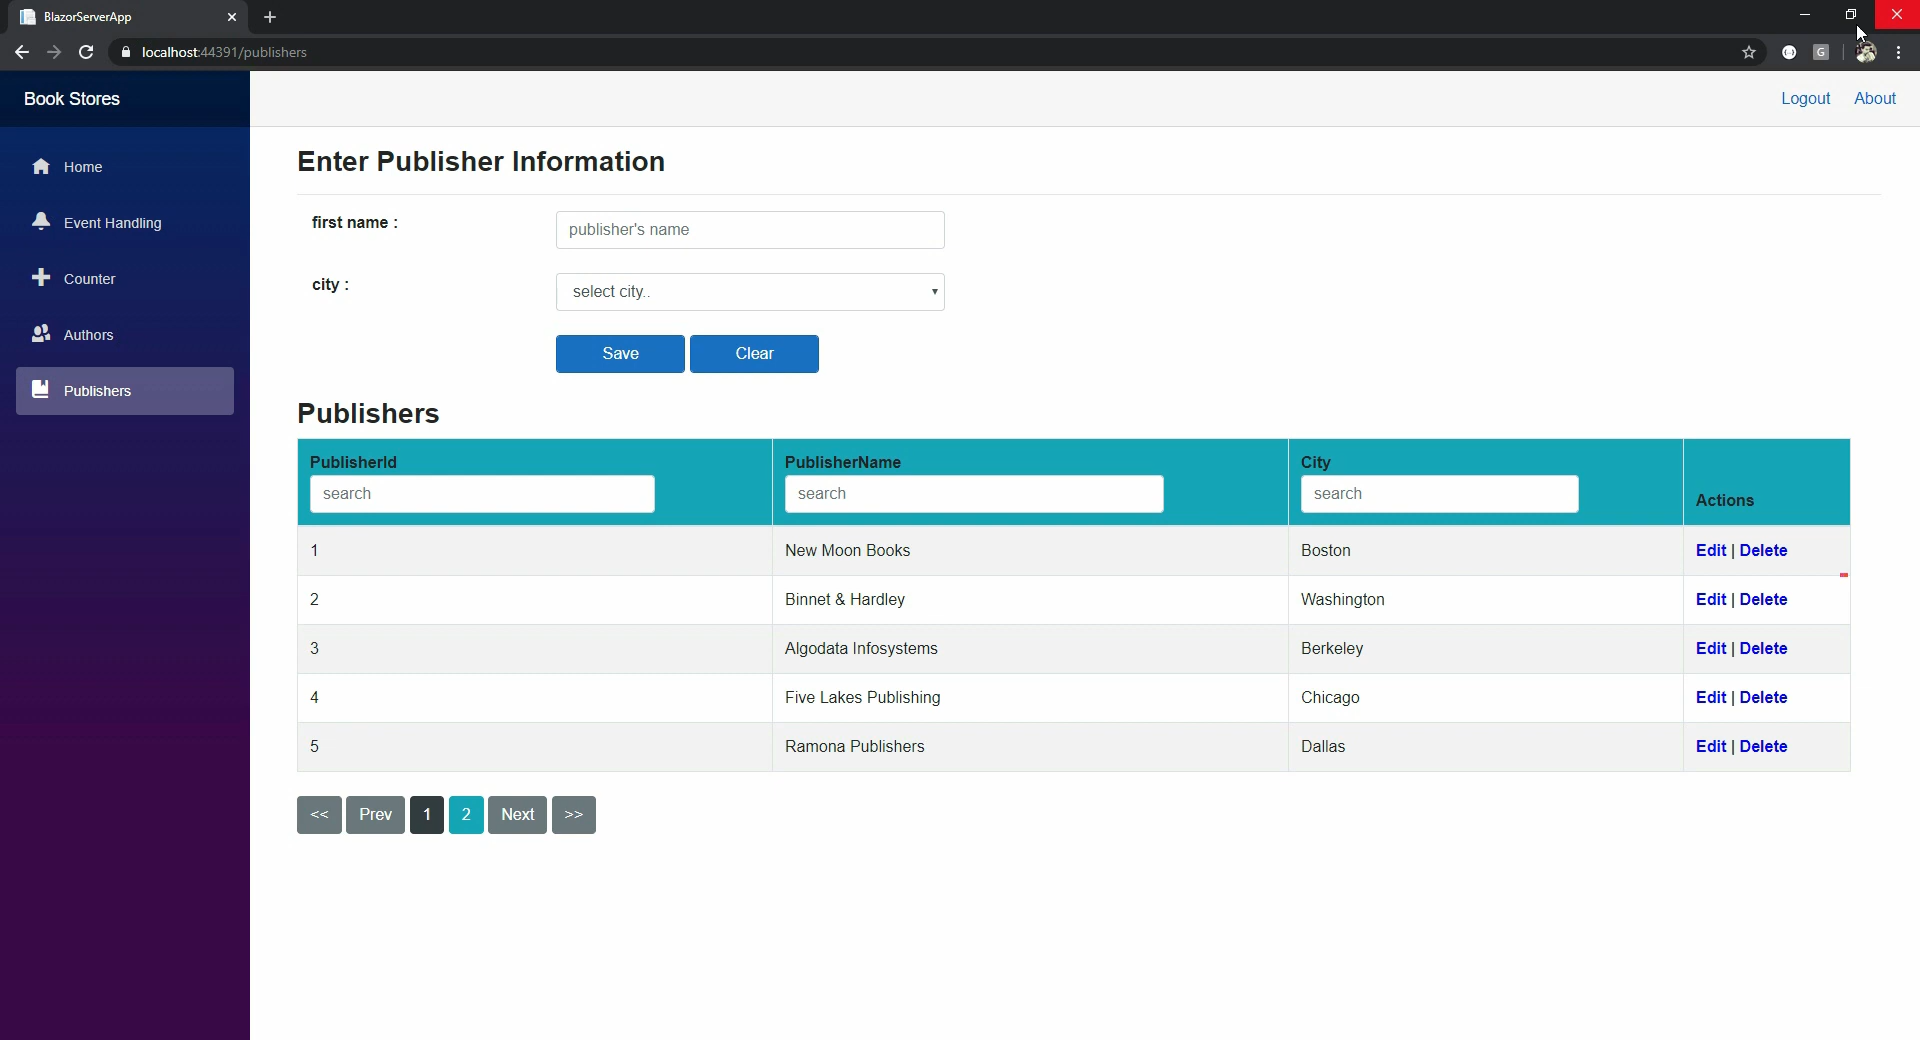 BlazorServerApp
localhost:44391/publishers
G
Book Stores
Logout About
Home
Event Handling
Counter
Authors
Publishers
Enter Publisher Information
first name : publisher's name
city : select city..
Save Clear
Publishers
PublisherId PublisherName City Actions
search search search
1 New Moon Books Boston Edit | Delete
2 Binnet & Hardley Washington Edit | Delete
3 Algodata Infosystems Berkeley Edit | Delete
4 Five Lakes Publishing Chicago Edit | Delete
5 Ramona Publishers Dallas Edit | Delete
<< Prev 1 2 Next >>